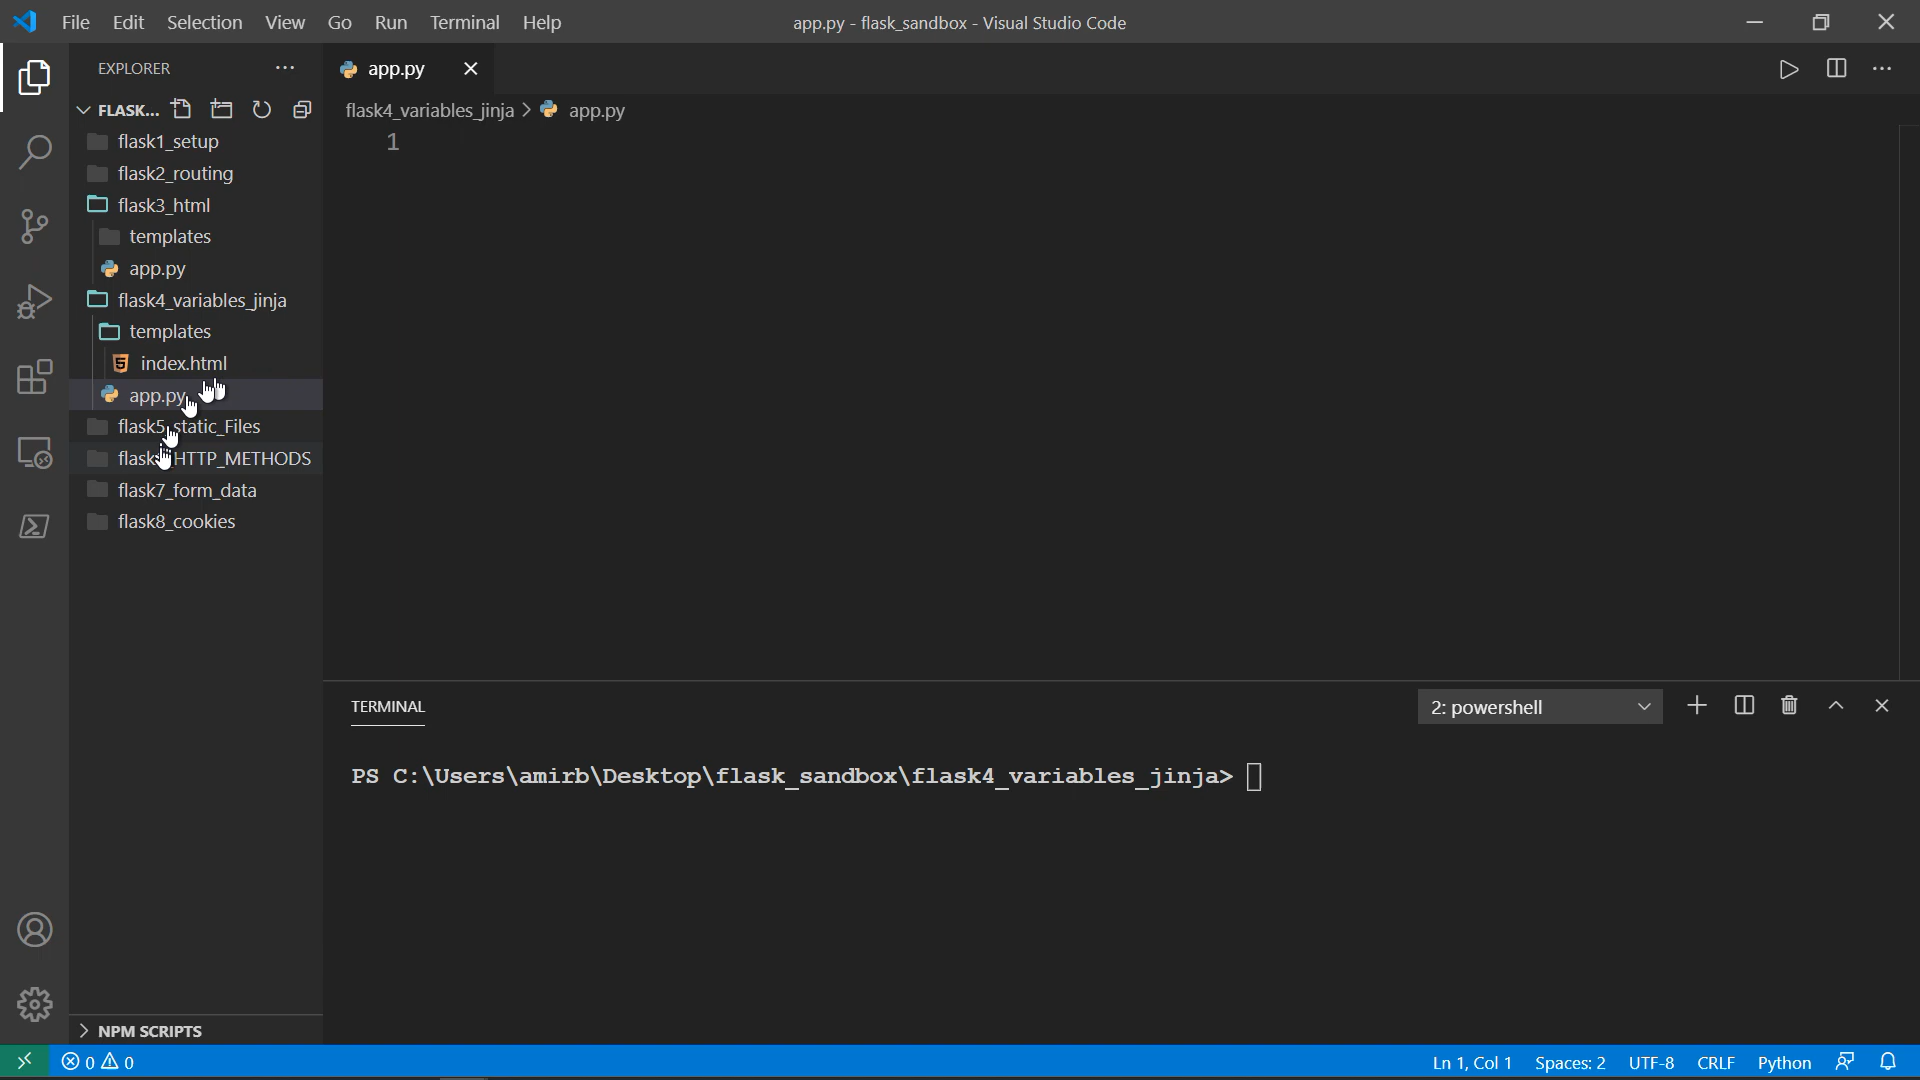 File Edit Selection View Go Run Terminal Help
app.py - flask_sandbox - Visual Studio Code
EXPLORER
FLASK...
flask1_setup
flask2_routing
flask3_html
templates
app.py
flask4_variables_jinja
templates
index.html
app.py
flask5_static_Files
flask _HTTP_METHODS
flask7_form_data
flask8_cookies
NPM SCRIPTS
app.py
flask4_variables_jinja > app.py
1
TERMINAL
2: powershell
PS C:\Users\amirb\Desktop\flask_sandbox\flask4_variables_jinja>
0 0
Ln 1, Col 1 Spaces: 2 UTF-8 CRLF Python